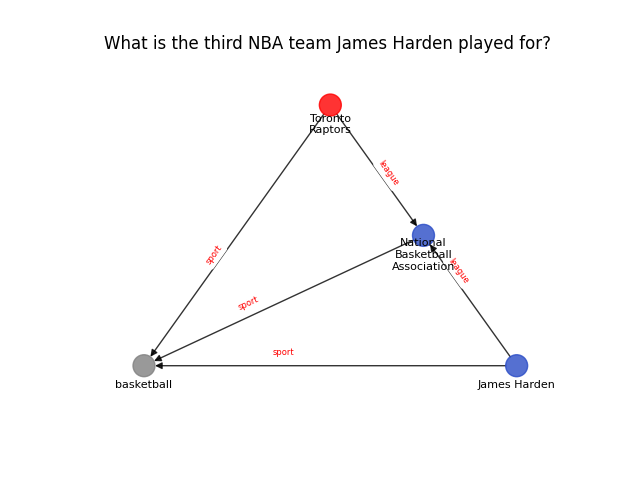 What is the third NBA team James Harden played for?
Toronto
Raptors
league
National
Basketball
Association
league
sport
sport
sport
basketball
James Harden